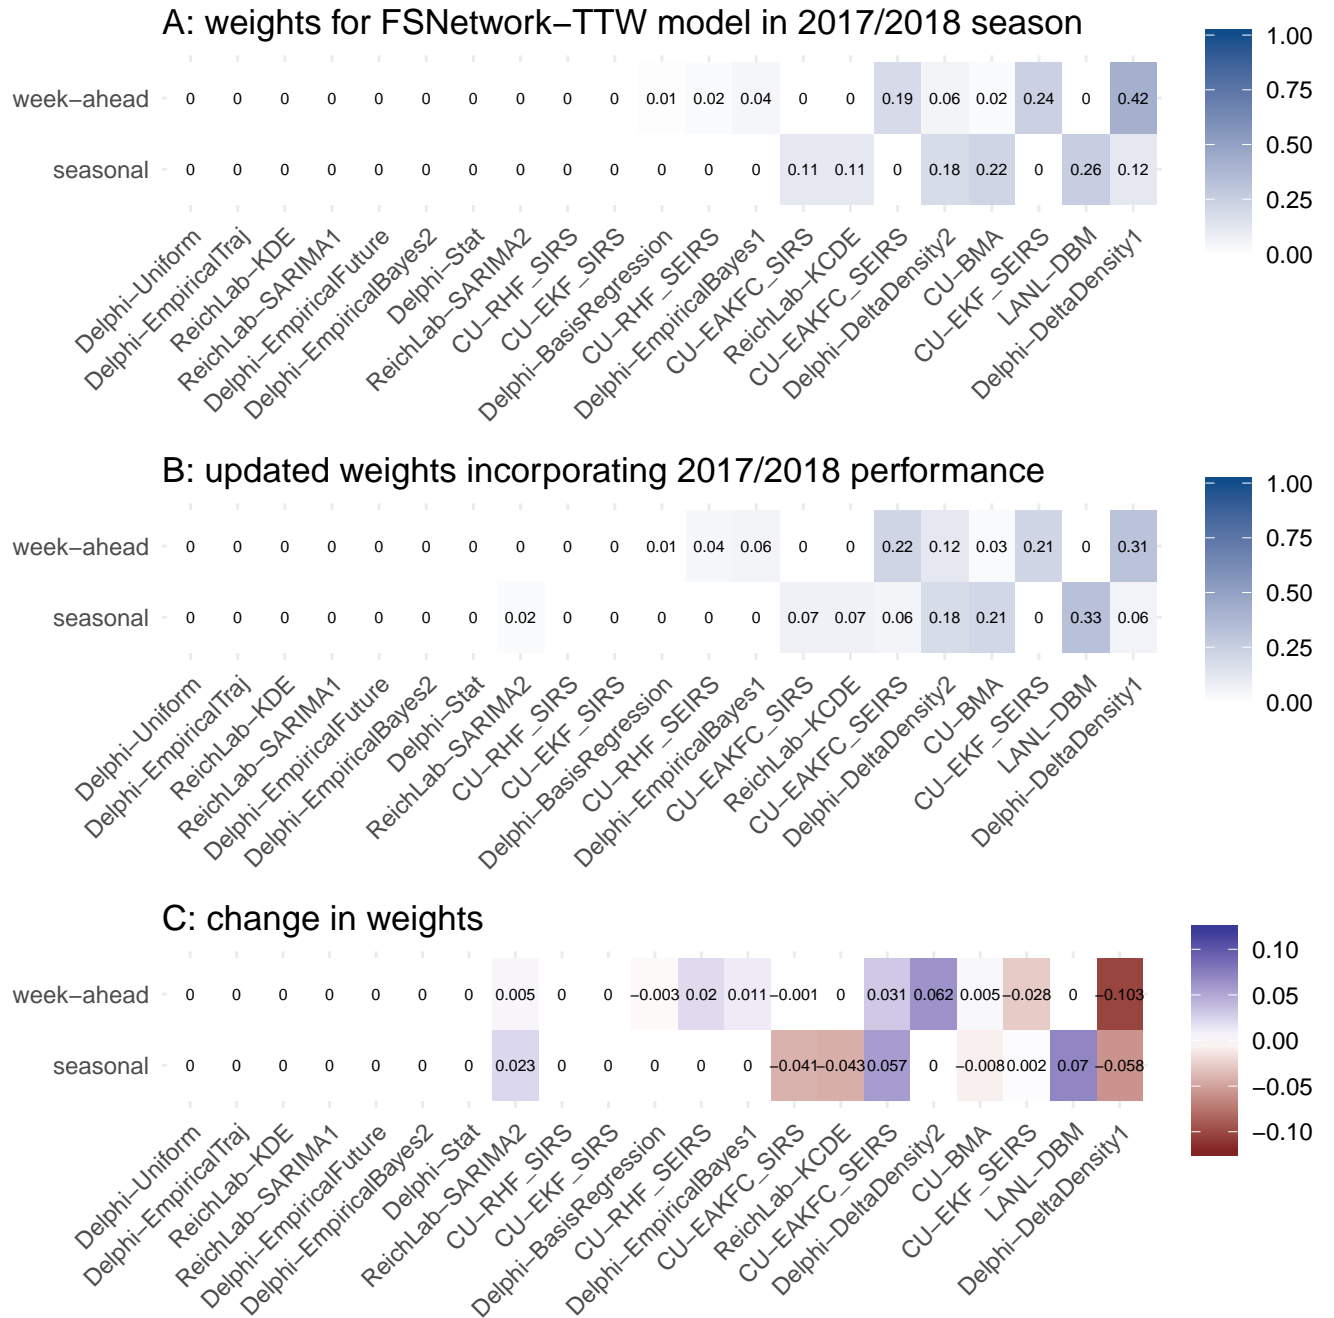 A: weights for FSNetwork−TTW model in 2017/2018 season
week−ahead 0 0 0 0 0 0 0 0 0 0 0.01 0.02 0.04 0 0 0.19 0.06 0.02 0.24 0 0.42
seasonal 0 0 0 0 0 0 0 0 0 0 0 0 0 0.11 0.11 0 0.18 0.22 0 0.26 0.12
Delphi−Uniform
Delphi−EmpiricalTraj
ReichLab−KDE
ReichLab−SARIMA1
Delphi−EmpiricalFuture
Delphi−EmpiricalBayes2
Delphi−Stat
ReichLab−SARIMA2
CU−RHF_SIRS
CU−EKF_SIRS
Delphi−BasisRegression
CU−RHF_SEIRS
Delphi−EmpiricalBayes1
CU−EAKFC_SIRS
ReichLab−KCDE
CU−EAKFC_SEIRS
Delphi−DeltaDensity2
CU−BMA
CU−EKF_SEIRS
LANL−DBM
Delphi−DeltaDensity1
1.00
0.75
0.50
0.25
0.00
B: updated weights incorporating 2017/2018 performance
week−ahead 0 0 0 0 0 0 0 0 0 0 0.01 0.04 0.06 0 0 0.22 0.12 0.03 0.21 0 0.31
seasonal 0 0 0 0 0 0 0 0.02 0 0 0 0 0 0.07 0.07 0.06 0.18 0.21 0 0.33 0.06
Delphi−Uniform
Delphi−EmpiricalTraj
ReichLab−KDE
ReichLab−SARIMA1
Delphi−EmpiricalFuture
Delphi−EmpiricalBayes2
Delphi−Stat
ReichLab−SARIMA2
CU−RHF_SIRS
CU−EKF_SIRS
Delphi−BasisRegression
CU−RHF_SEIRS
Delphi−EmpiricalBayes1
CU−EAKFC_SIRS
ReichLab−KCDE
CU−EAKFC_SEIRS
Delphi−DeltaDensity2
CU−BMA
CU−EKF_SEIRS
LANL−DBM
Delphi−DeltaDensity1
1.00
0.75
0.50
0.25
0.00
C: change in weights
week−ahead 0 0 0 0 0 0 0 0.005 0 0 −0.003 0.02 0.011 −0.001 0 0.031 0.062 0.005 −0.028 0 −0.103
seasonal 0 0 0 0 0 0 0 0.023 0 0 0 0 0 −0.041 −0.043 0.057 0 −0.008 0.002 0.07 −0.058
Delphi−Uniform
Delphi−EmpiricalTraj
ReichLab−KDE
ReichLab−SARIMA1
Delphi−EmpiricalFuture
Delphi−EmpiricalBayes2
Delphi−Stat
ReichLab−SARIMA2
CU−RHF_SIRS
CU−EKF_SIRS
Delphi−BasisRegression
CU−RHF_SEIRS
Delphi−EmpiricalBayes1
CU−EAKFC_SIRS
ReichLab−KCDE
CU−EAKFC_SEIRS
Delphi−DeltaDensity2
CU−BMA
CU−EKF_SEIRS
LANL−DBM
Delphi−DeltaDensity1
0.10
0.05
0.00
−0.05
−0.10